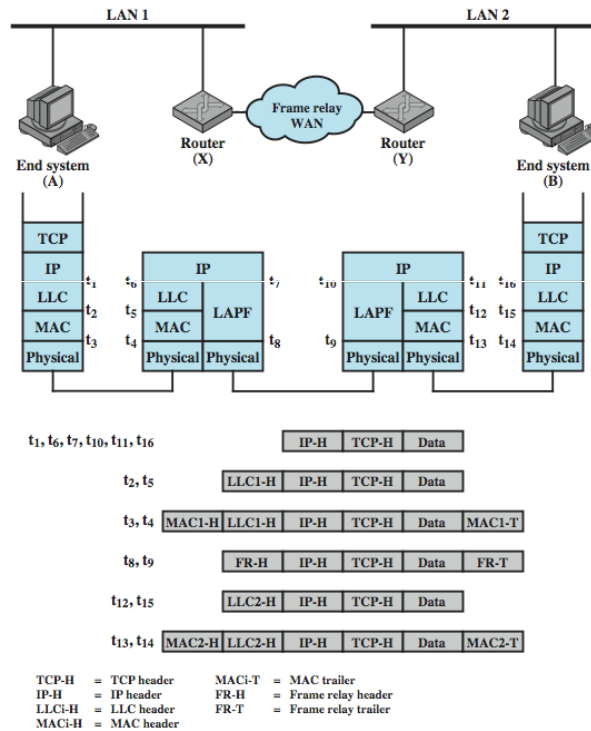 LAN 1 LAN 2
Frame relay
WAN
Router
(X)
Router
(Y)
End system
(A)
End system
(B)
TCP TCP
IP IP IP IP
t1 t6 t7 t10 t11 t16
LLC LLC LAPF LAPF LLC LLC
t2 t5 t12 t15
MAC MAC MAC MAC
t3 t4 t8 t9 t13 t14
Physical Physical Physical Physical Physical Physical
t1, t6, t7, t10, t11, t16 IP-H TCP-H Data
t2, t5 LLC1-H IP-H TCP-H Data
t3, t4 MAC1-H LLC1-H IP-H TCP-H Data MAC1-T
t8, t9 FR-H IP-H TCP-H Data FR-T
t12, t15 LLC2-H IP-H TCP-H Data
t13, t14 MAC2-H LLC2-H IP-H TCP-H Data MAC2-T
TCP-H = TCP header MACi-T = MAC trailer
IP-H = IP header FR-H = Frame relay header
LLCi-H = LLC header FR-T = Frame relay trailer
MACi-H = MAC header